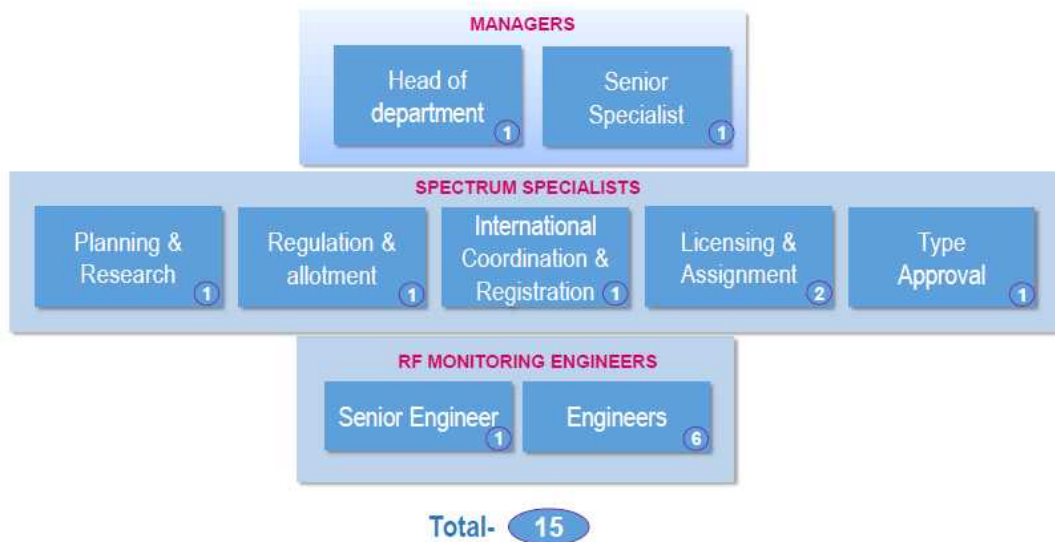 MANAGERS
Head of
department
1
Senior
Specialist
1
SPECTRUM SPECIALISTS
Planning &
Research
1
Regulation &
allotment
1
International
Coordination &
Registration
1
Licensing &
Assignment
2
Type
Approval
1
RF MONITORING ENGINEERS
Senior Engineer
1
Engineers
6
Total- 15